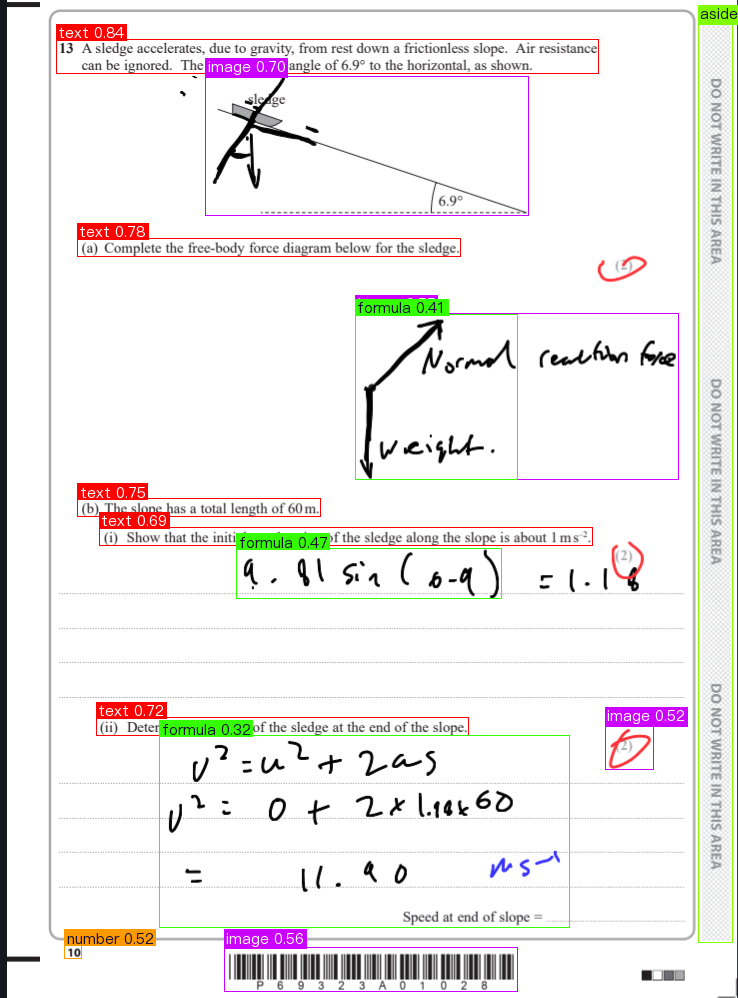 text 0.84
aside
13 A sledge accelerates, due to gravity, from rest down a frictionless slope. Air resistance
can be ignored. The
image 0.70
angle of 6.9° to the horizontal, as shown.
sledge
6.9°
text 0.78
(a) Complete the free-body force diagram below for the sledge.
(2)
formula 0.41
Normal reaction force
Weight.
text 0.75
(b) The slope has a total length of 60 m.
text 0.69
(i) Show that the initi
formula 0.47
of the sledge along the slope is about 1 m s⁻².
(2)
9.81 sin (6.9) = 1.18
text 0.72
(ii) Deter
formula 0.32
of the sledge at the end of the slope.
image 0.52
(2)
v² = u² + 2as
v² = 0 + 2 × 1.18 × 60
= 11.90 ms⁻¹
Speed at end of slope =
number 0.52
10
image 0.56
P 6 9 3 2 3 A 0 1 0 2 8
DO NOT WRITE IN THIS AREA
DO NOT WRITE IN THIS AREA
DO NOT WRITE IN THIS AREA